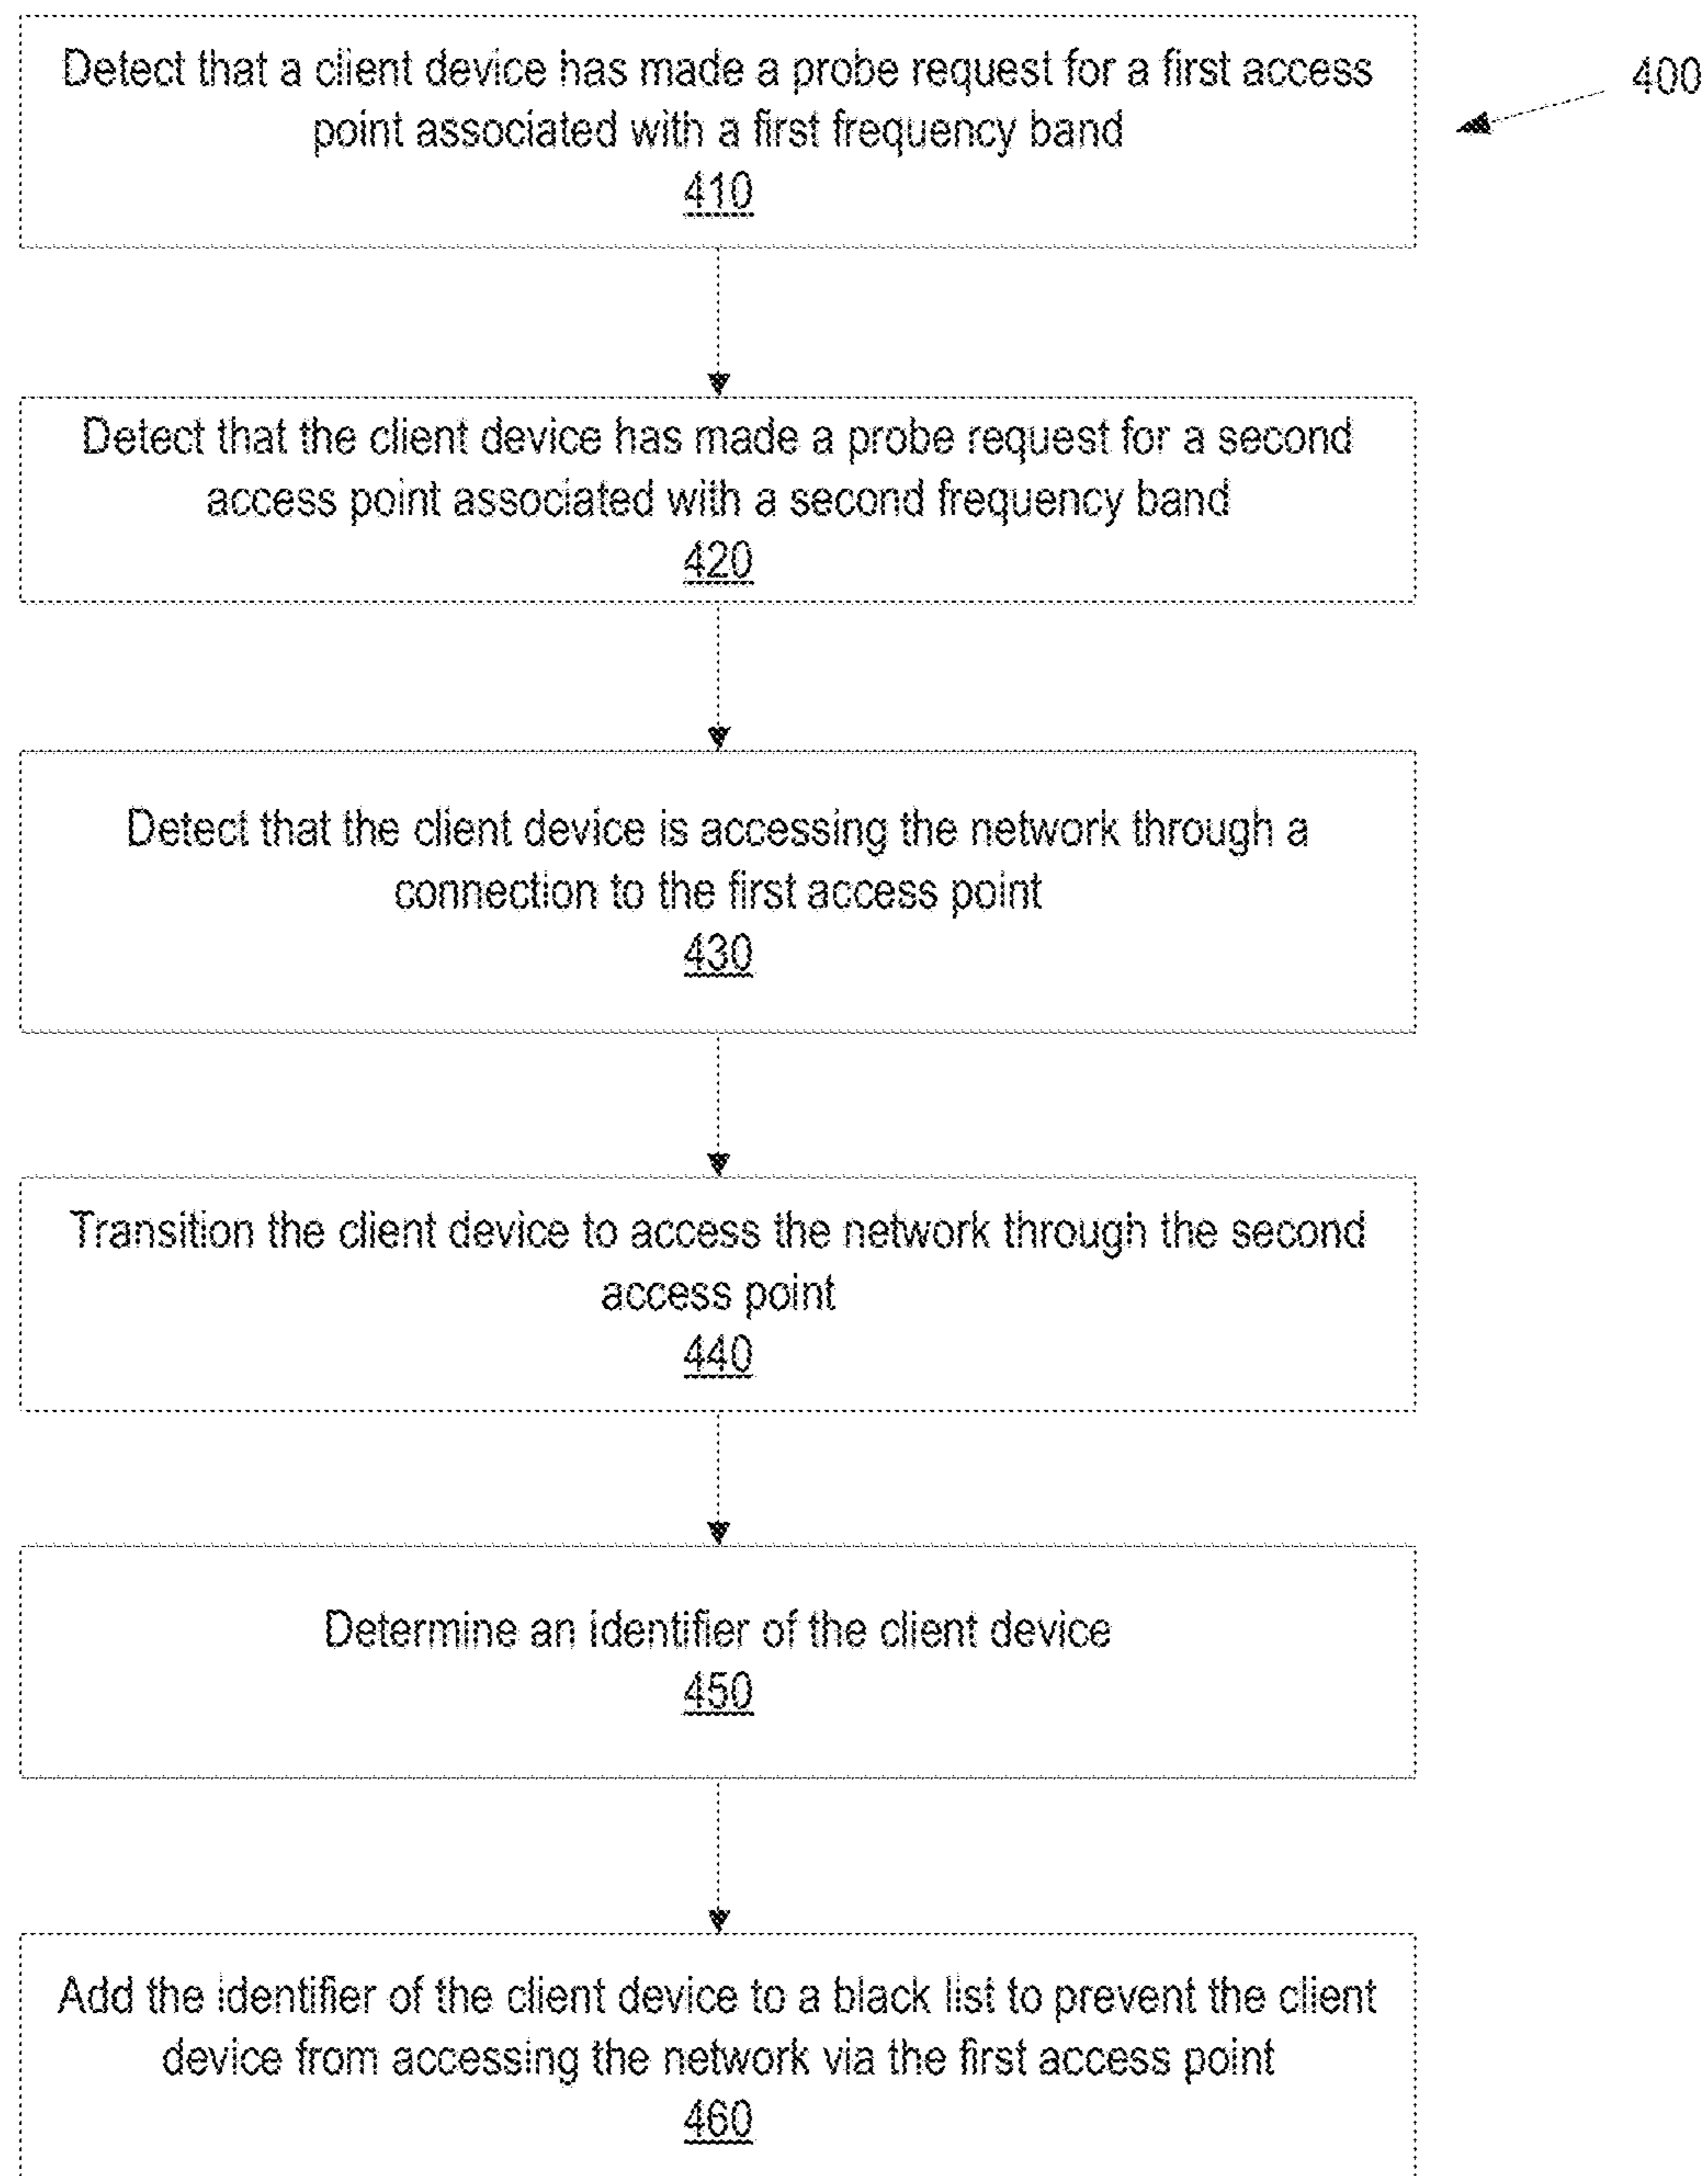 Detect that a client device has made a probe request for a first access
point associated with a first frequency band
410
400
Detect that the client device has made a probe request for a second
access point associated with a second frequency band
420
Detect that the client device is accessing the network through a
connection to the first access point
430
Transition the client device to access the network through the second
access point
440
Determine an identifier of the client device
450
Add the identifier of the client device to a black list to prevent the client
device from accessing the network via the first access point
460